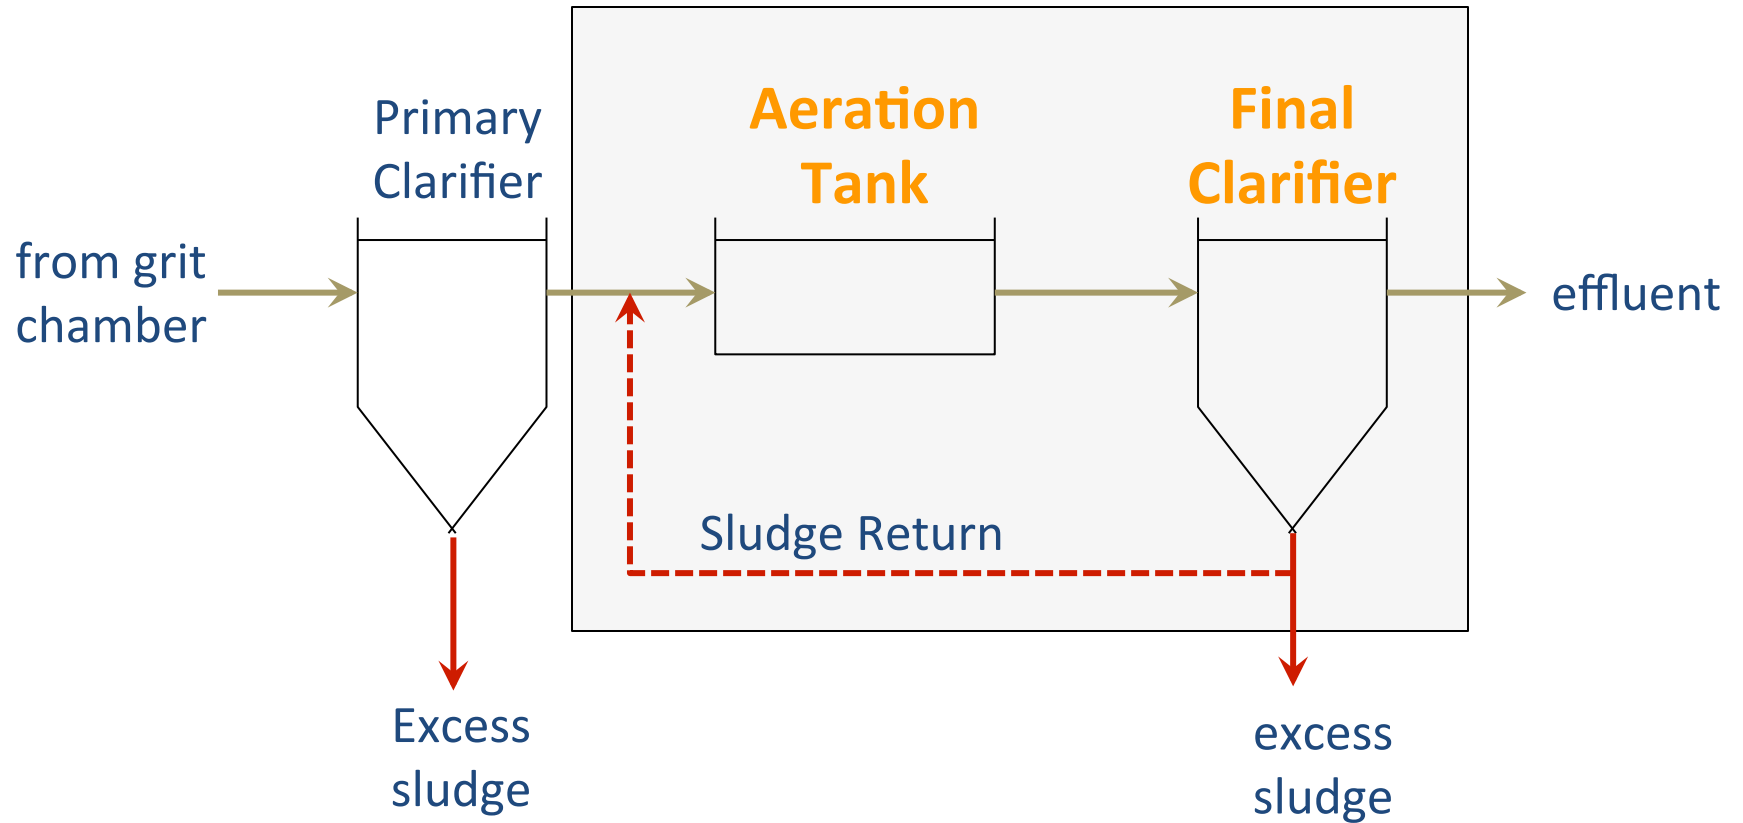 Primary
Clarifier
Aeration
Tank
Final
Clarifier
from grit
chamber
effluent
Sludge Return
Excess
sludge
excess
sludge